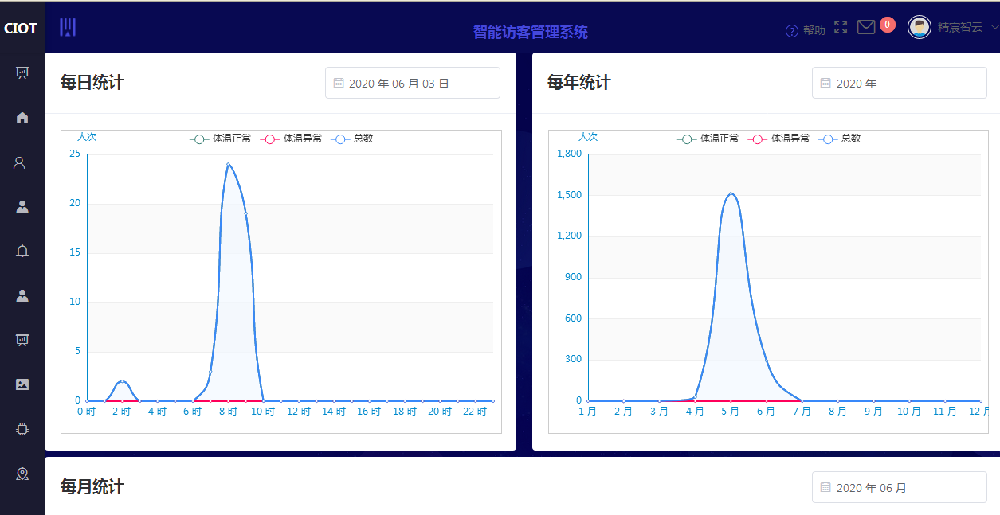 CIOT
智能访客管理系统
? 帮助
0
精宸智云
每日统计
2020 年 06 月 03 日
每年统计
2020 年
人次
体温正常 体温异常 总数
25
20
15
10
5
0
0 时 2 时 4 时 6 时 8 时 10 时 12 时 14 时 16 时 18 时 20 时 22 时
人次
体温正常 体温异常 总数
1,800
1,500
1,200
900
600
300
0
1 月 2 月 3 月 4 月 5 月 6 月 7 月 8 月 9 月 10 月 11 月 12 月
每月统计
2020 年 06 月